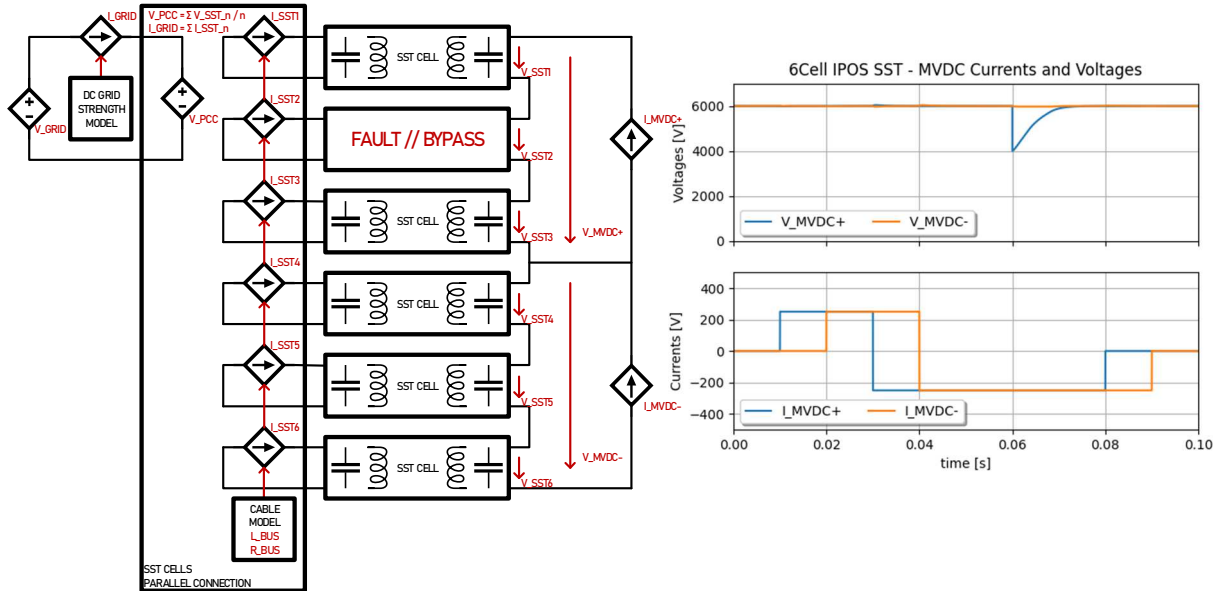 I_GRID
V_PCC = Σ V_SST_n / n
I_GRID = Σ I_SST_n
I_SST1
+
-
V_GRID
DC GRID
STRENGTH
MODEL
+
-
V_PCC
SST CELL
V_SST1
I_SST2
FAULT // BYPASS
V_SST2
I_MVDC+
I_SST3
SST CELL
V_SST3
V_MVDC+
I_SST4
SST CELL
V_SST4
I_SST5
SST CELL
V_SST5
I_MVDC-
I_SST6
SST CELL
V_SST6
V_MVDC-
CABLE
MODEL
L_BUS
R_BUS
SST CELLS
PARALLEL CONNECTION
6Cell IPOS SST - MVDC Currents and Voltages
Voltages [V]
6000
4000
2000
0
V_MVDC+
V_MVDC-
Currents [V]
400
200
0
−200
−400
I_MVDC+
I_MVDC-
0.00
0.02
0.04
0.06
0.08
0.10
time [s]